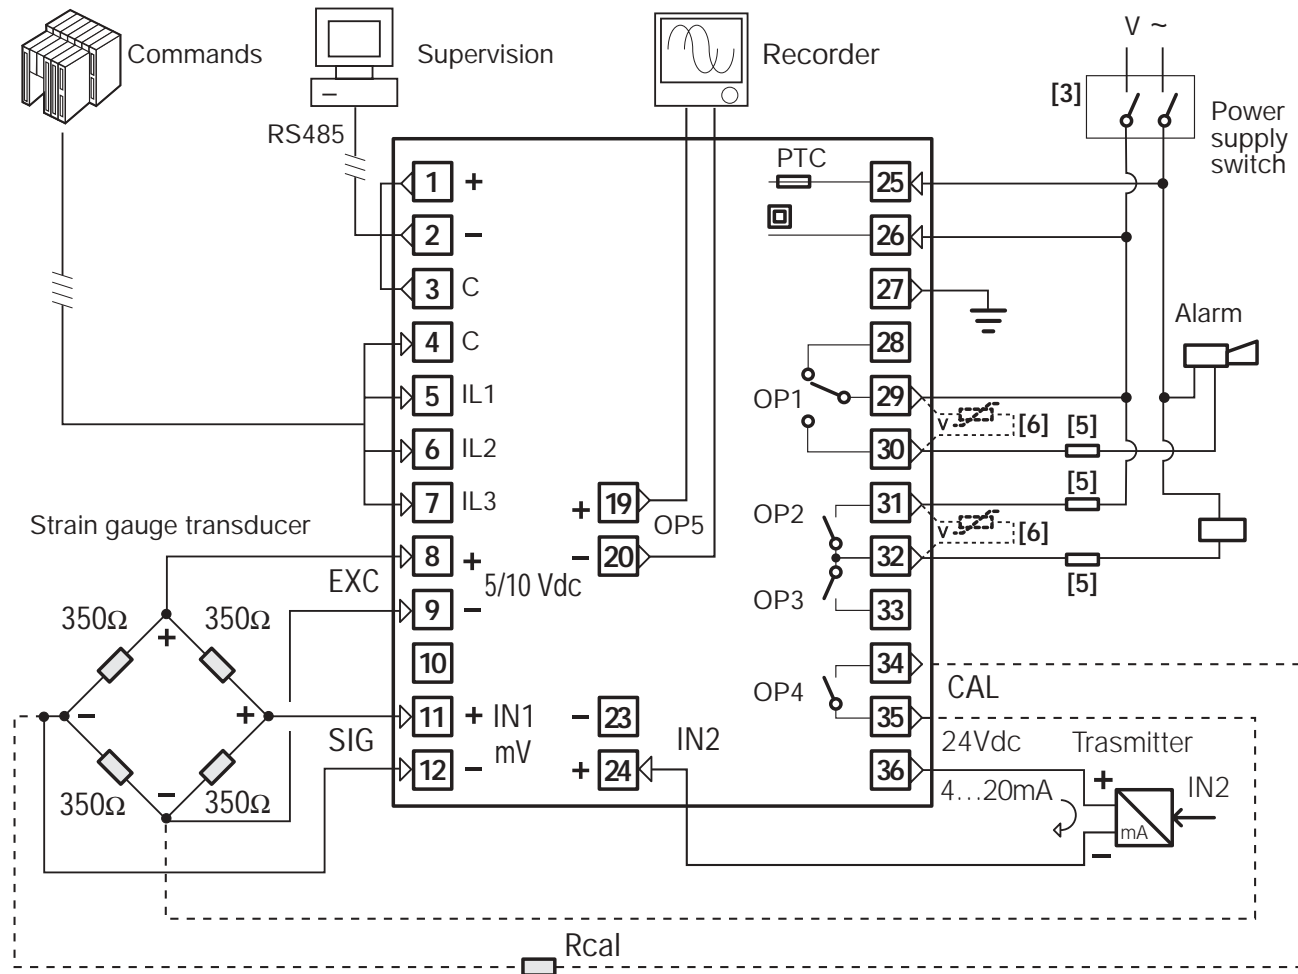 Commands
Supervision
Recorder
V ~
[3]
Power
supply
switch
RS485
PTC
1 +
2 –
3 C
4 C
5 IL1
6 IL2
7 IL3
8 +
EXC
5/10 Vdc
9 –
10
11 + IN1
SIG
mV
12 –
+ 19
OP5
– 20
– 23
IN2
+ 24
25
26
27
28
OP1
29
30
OP2
31
32
OP3
33
34
OP4
35
36
Alarm
V
[6]
[5]
[5]
V
[6]
[5]
Strain gauge transducer
350Ω
350Ω
+
–
+
–
350Ω
350Ω
CAL
24Vdc
Trasmitter
4...20mA
+
IN2
mA
–
Rcal